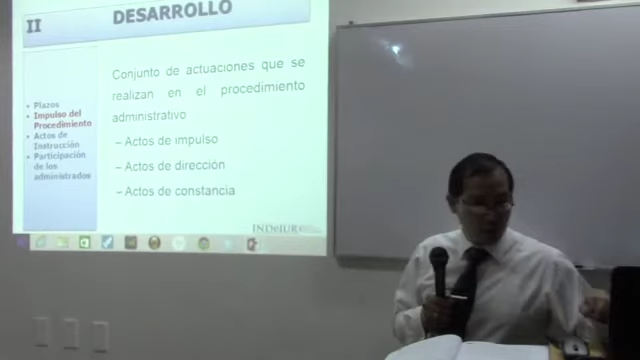 II
DESARROLLO
Conjunto de actuaciones que se
realizan en el procedimiento
administrativo
– Actos de impulso
– Actos de dirección
– Actos de constancia
• Plazos
• Impulso del
Procedimiento
• Actos de
Instrucción
• Participación
de los
administrados
INDeJUR